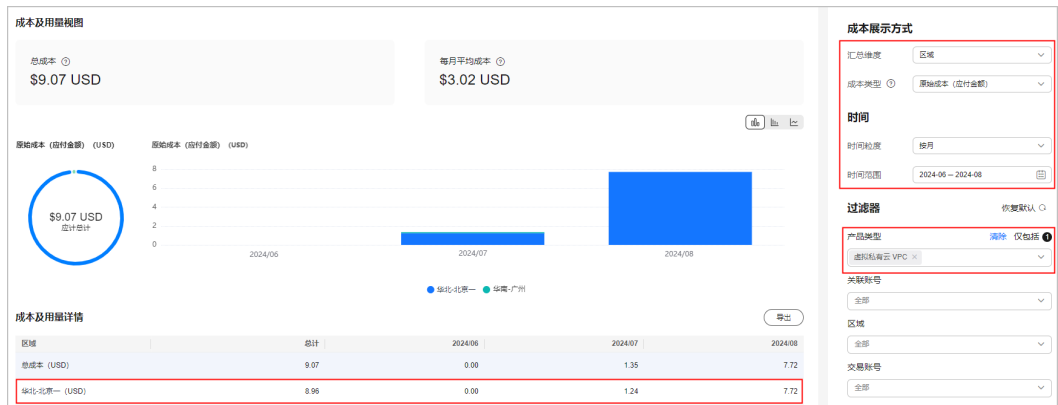 成本及用量视图
总成本 ?
$9.07 USD
每月平均成本 ?
$3.02 USD
原始成本（应付金额）（USD）
原始成本（应付金额）（USD）
8
6
4
2
0
$9.07 USD
应计总计
2024/06
2024/07
2024/08
华北-北京一
华南-广州
成本及用量详情
导出
区域 总计 2024/06 2024/07 2024/08
总成本（USD） 9.07 0.00 1.35 7.72
华北-北京一（USD） 8.96 0.00 1.24 7.72
成本展示方式
汇总维度 区域
成本类型 ? 原始成本（应付金额）
时间
时间粒度 按月
时间范围 2024-06 – 2024-08
过滤器 恢复默认
产品类型 清除 仅包括 1
虚拟私有云 VPC ×
关联账号
全部
区域
全部
交易账号
全部